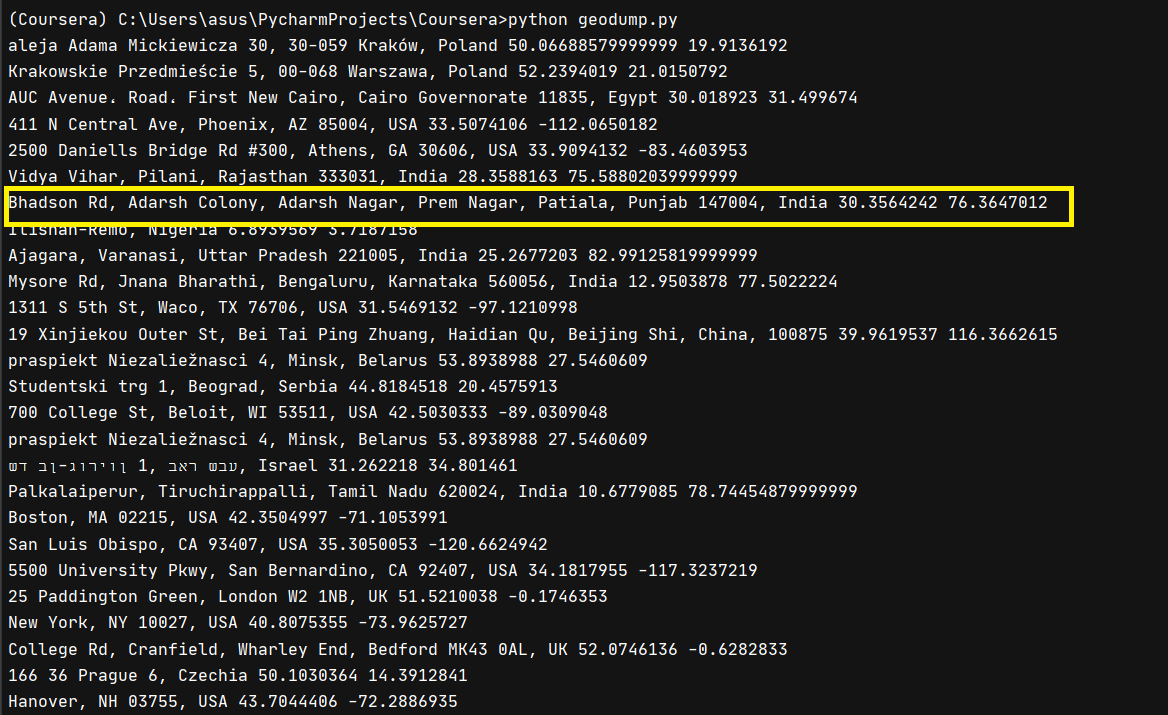 (Coursera) C:\Users\asus\PycharmProjects\Coursera>python geodump.py
aleja Adama Mickiewicza 30, 30-059 Kraków, Poland 50.06688579999999 19.9136192
Krakowskie Przedmieście 5, 00-068 Warszawa, Poland 52.2394019 21.0150792
AUC Avenue. Road. First New Cairo, Cairo Governorate 11835, Egypt 30.018923 31.499674
411 N Central Ave, Phoenix, AZ 85004, USA 33.5074106 -112.0650182
2500 Daniells Bridge Rd #300, Athens, GA 30606, USA 33.9094132 -83.4603953
Vidya Vihar, Pilani, Rajasthan 333031, India 28.3588163 75.58802039999999
Bhadson Rd, Adarsh Colony, Adarsh Nagar, Prem Nagar, Patiala, Punjab 147004, India 30.3564242 76.3647012
Ilishan-Remo, Nigeria 6.8939569 3.7187158
Ajagara, Varanasi, Uttar Pradesh 221005, India 25.2677203 82.99125819999999
Mysore Rd, Jnana Bharathi, Bengaluru, Karnataka 560056, India 12.9503878 77.5022224
1311 S 5th St, Waco, TX 76706, USA 31.5469132 -97.1210998
19 Xinjiekou Outer St, Bei Tai Ping Zhuang, Haidian Qu, Beijing Shi, China, 100875 39.9619537 116.3662615
praspiekt Niezaliežnasci 4, Minsk, Belarus 53.8938988 27.5460609
Studentski trg 1, Beograd, Serbia 44.8184518 20.4575913
700 College St, Beloit, WI 53511, USA 42.5030333 -89.0309048
praspiekt Niezaliežnasci 4, Minsk, Belarus 53.8938988 27.5460609
שד בן-גוריון 1, באר שבע, Israel 31.262218 34.801461
Palkalaiperur, Tiruchirappalli, Tamil Nadu 620024, India 10.6779085 78.74454879999999
Boston, MA 02215, USA 42.3504997 -71.1053991
San Luis Obispo, CA 93407, USA 35.3050053 -120.6624942
5500 University Pkwy, San Bernardino, CA 92407, USA 34.1817955 -117.3237219
25 Paddington Green, London W2 1NB, UK 51.5210038 -0.1746353
New York, NY 10027, USA 40.8075355 -73.9625727
College Rd, Cranfield, Wharley End, Bedford MK43 0AL, UK 52.0746136 -0.6282833
166 36 Prague 6, Czechia 50.1030364 14.3912841
Hanover, NH 03755, USA 43.7044406 -72.2886935